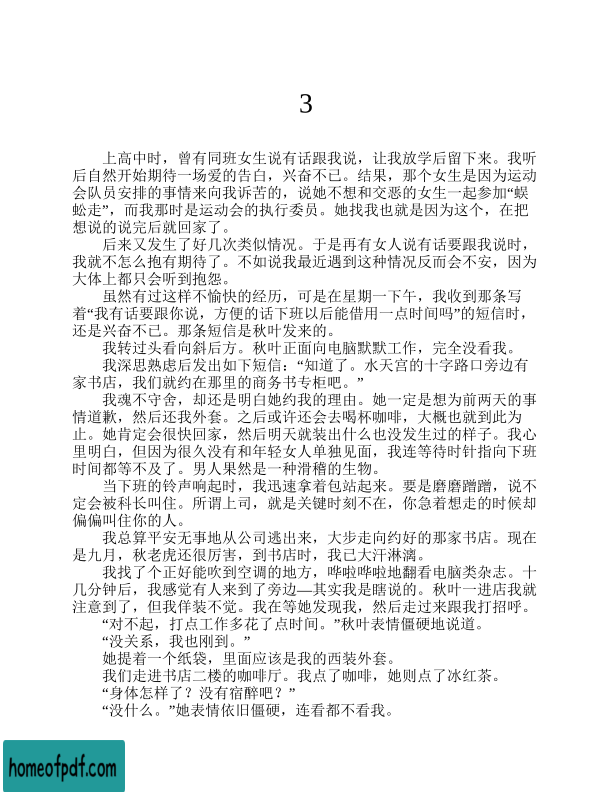 3
上高中时，曾有同班女生说有话跟我说，让我放学后留下来。我听
后自然开始期待一场爱的告白，兴奋不已。结果，那个女生是因为运动
会队员安排的事情来向我诉苦的，说她不想和交恶的女生一起参加“蜈
蚣走”，而我那时是运动会的执行委员。她找我也就是因为这个，在把
想说的说完后就回家了。
后来又发生了好几次类似情况。于是再有女人说有话要跟我说时，
我就不怎么抱有期待了。不如说我最近遇到这种情况反而会不安，因为
大体上都只会听到抱怨。
虽然有过这样不愉快的经历，可是在星期一下午，我收到那条写
着“我有话要跟你说，方便的话下班以后能借用一点时间吗”的短信时，
还是兴奋不已。那条短信是秋叶发来的。
我转过头看向斜后方。秋叶正面向电脑默默工作，完全没看我。
我深思熟虑后发出如下短信：“知道了。水天宫的十字路口旁边有
家书店，我们就约在那里的商务书专柜吧。”
我魂不守舍，却还是明白她约我的理由。她一定是想为前两天的事
情道歉，然后还我外套。之后或许还会去喝杯咖啡，大概也就到此为
止。她肯定会很快回家，然后明天就装出什么也没发生过的样子。我心
里明白，但因为很久没有和年轻女人单独见面，我连等待时针指向下班
时间都等不及了。男人果然是一种滑稽的生物。
当下班的铃声响起时，我迅速拿着包站起来。要是磨磨蹭蹭，说不
定会被科长叫住。所谓上司，就是关键时刻不在，你急着想走的时候却
偏偏叫住你的人。
我总算平安无事地从公司逃出来，大步走向约好的那家书店。现在
是九月，秋老虎还很厉害，到书店时，我已大汗淋漓。
我找了个正好能吹到空调的地方，哗啦哗啦地翻看电脑类杂志。十
几分钟后，我感觉有人来到了旁边—其实我是瞎说的。秋叶一进店我就
注意到了，但我佯装不觉。我在等她发现我，然后走过来跟我打招呼。
“对不起，打点工作多花了点时间。”秋叶表情僵硬地说道。
“没关系，我也刚到。”
她提着一个纸袋，里面应该是我的西装外套。
我们走进书店二楼的咖啡厅。我点了咖啡，她则点了冰红茶。
“身体怎样了？没有宿醉吧？”
“没什么。”她表情依旧僵硬，连看都不看我。
homeofpdf.com